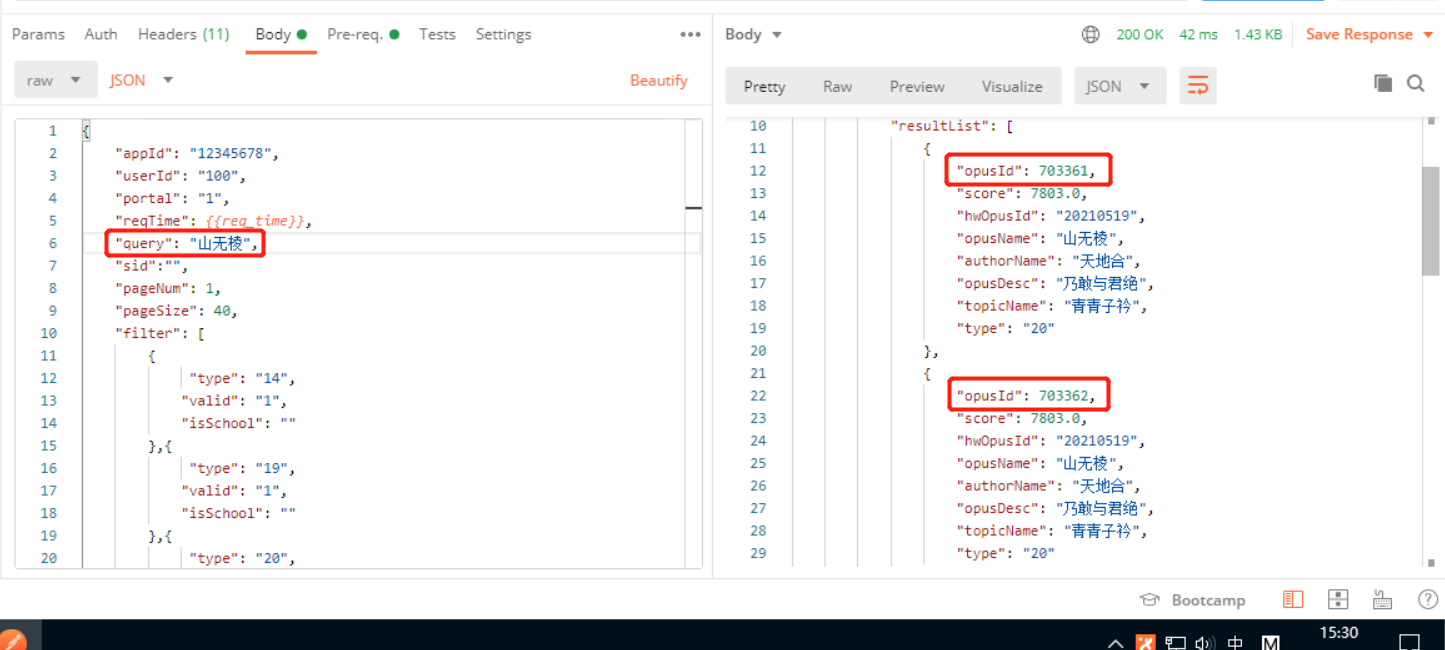 Params Auth Headers (11) Body Pre-req. Tests Settings
raw JSON Beautify
1 {
2 "appId": "12345678",
3 "userId": "100",
4 "portal": "1",
5 "reqTime": {{req_time}},
6 "query": "山无棱",
7 "sid":"",
8 "pageNum": 1,
9 "pageSize": 40,
10 "filter": [
11 {
12 "type": "14",
13 "valid": "1",
14 "isSchool": ""
15 },{
16 "type": "19",
17 "valid": "1",
18 "isSchool": ""
19 },{
20 "type": "20",
Body 200 OK 42 ms 1.43 KB Save Response
Pretty Raw Preview Visualize JSON
10 "resultList": [
11 {
12 "opusId": 703361,
13 "score": 7803.0,
14 "hwOpusId": "20210519",
15 "opusName": "山无棱",
16 "authorName": "天地合",
17 "opusDesc": "乃敢与君绝",
18 "topicName": "青青子衿",
19 "type": "20"
20 },
21 {
22 "opusId": 703362,
23 "score": 7803.0,
24 "hwOpusId": "20210519",
25 "opusName": "山无棱",
26 "authorName": "天地合",
27 "opusDesc": "乃敢与君绝",
28 "topicName": "青青子衿",
29 "type": "20"
Bootcamp
中 M 15:30